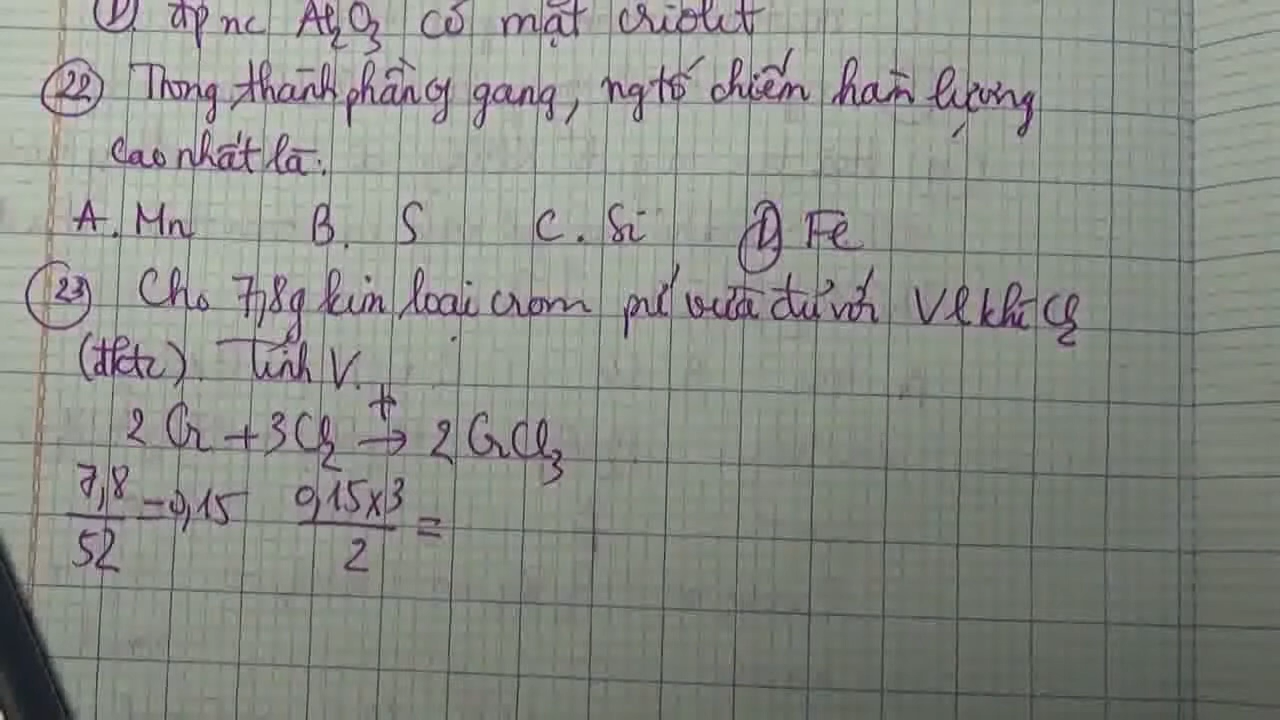 D. đpnc Al2O3 có mặt criolit
22 Trong thành phần gang, ngtố chiếm hàm lượng
cao nhất là:
A. Mn B. S C. Si D Fe
23 Cho 7,8g kim loại crom pứ vừa đủ với Vl khí Cl2
(đktc). Tính V.
2Cr + 3Cl2 →t 2CrCl3
7,8/52 = 0,15 0,15x3/2 =